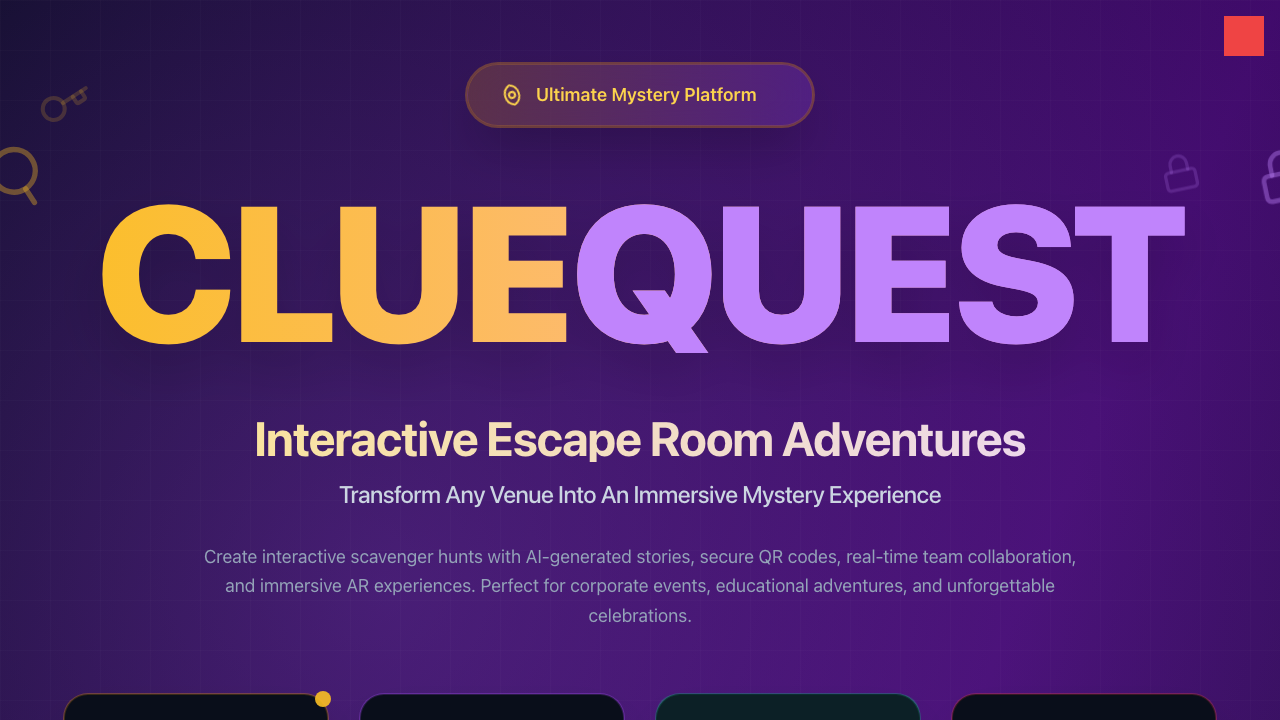 Ultimate Mystery Platform
CLUEQUEST
Interactive Escape Room Adventures
Transform Any Venue Into An Immersive Mystery Experience
Create interactive scavenger hunts with AI-generated stories, secure QR codes, real-time team collaboration,
and immersive AR experiences. Perfect for corporate events, educational adventures, and unforgettable
celebrations.